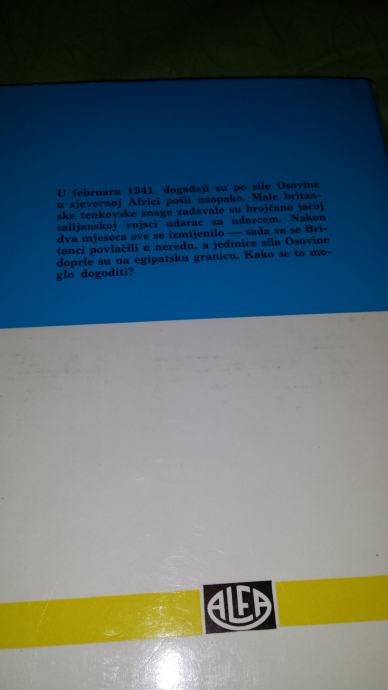 U februaru 1941. događaji su po sile Osovine
u sjevernoj Africi pošli naopako. Male britan-
ske tenkovske snage zadavale su brojčano jačoj
talijanskoj vojsci udarac za udarcem. Nakon
dva mjeseca sve se izmijenilo — sada su se Bri-
tanci povlačili u neredu, a jedinice sila Osovine
doprle su na egipatsku granicu. Kako se to mo-
glo dogoditi?
ALFA